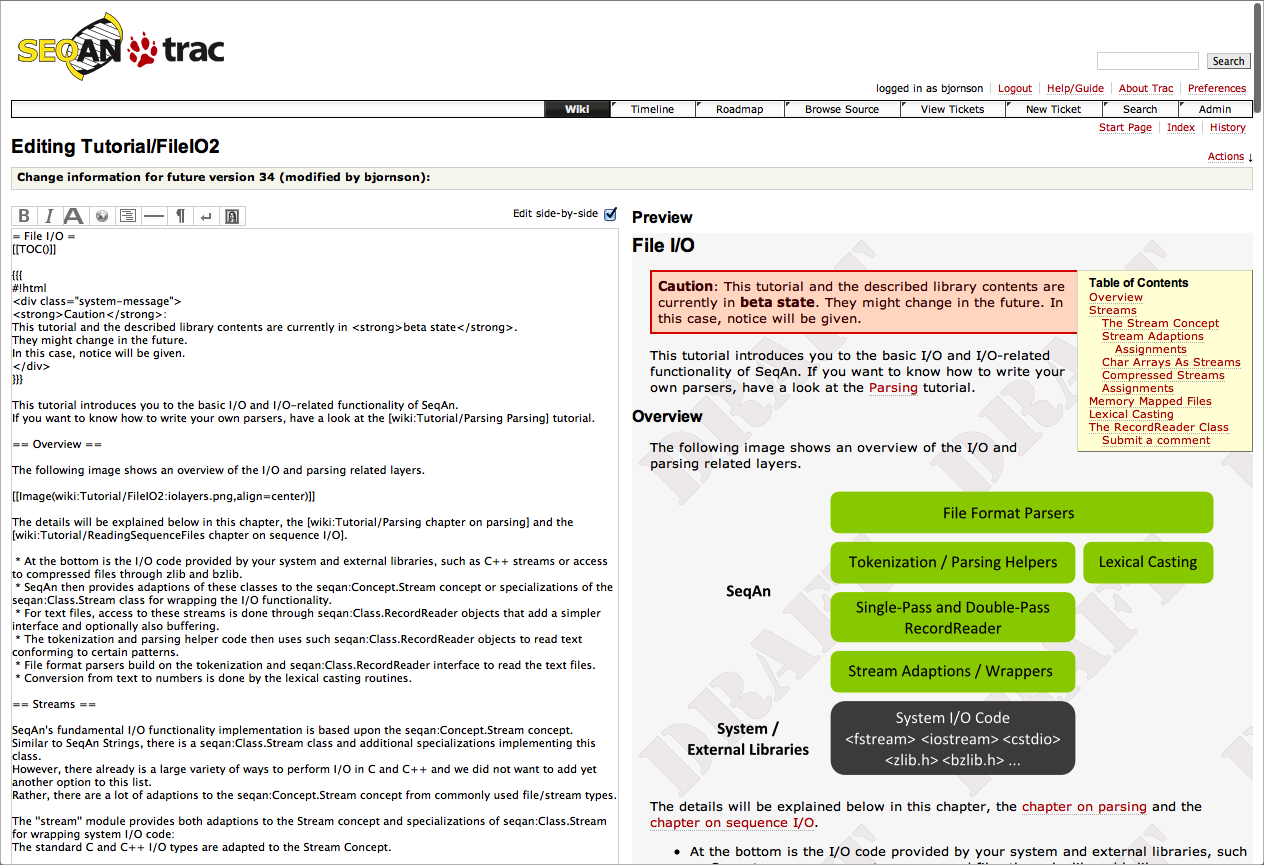 SEQAN trac
Search
logged in as bjornson Logout Help/Guide About Trac Preferences
Wiki Timeline Roadmap Browse Source View Tickets New Ticket Search Admin
Start Page Index History
Editing Tutorial/FileIO2
Actions ↓
Change information for future version 34 (modified by bjornson):
B I A ¶ ↵
Edit side-by-side
= File I/O =
[[TOC()]]
{{{
#!html
<div class="system-message">
<strong>Caution</strong>:
This tutorial and the described library contents are currently in <strong>beta state</strong>.
They might change in the future.
In this case, notice will be given.
</div>
}}}
This tutorial introduces you to the basic I/O and I/O-related functionality of SeqAn.
If you want to know how to write your own parsers, have a look at the [wiki:Tutorial/Parsing Parsing] tutorial.
== Overview ==
The following image shows an overview of the I/O and parsing related layers.
[[Image(wiki:Tutorial/FileIO2:iolayers.png,align=center)]]
The details will be explained below in this chapter, the [wiki:Tutorial/Parsing chapter on parsing] and the
[wiki:Tutorial/ReadingSequenceFiles chapter on sequence I/O].
* At the bottom is the I/O code provided by your system and external libraries, such as C++ streams or access
to compressed files through zlib and bzlib.
* SeqAn then provides adaptions of these classes to the seqan:Concept.Stream concept or specializations of the
seqan:Class.Stream class for wrapping the I/O functionality.
* For text files, access to these streams is done through seqan:Class.RecordReader objects that add a simpler
interface and optionally also buffering.
* The tokenization and parsing helper code then uses such seqan:Class.RecordReader objects to read text
conforming to certain patterns.
* File format parsers build on the tokenization and seqan:Class.RecordReader interface to read the text files.
* Conversion from text to numbers is done by the lexical casting routines.
== Streams ==
SeqAn's fundamental I/O functionality implementation is based upon the seqan:Concept.Stream concept.
Similar to SeqAn Strings, there is a seqan:Class.Stream class and additional specializations implementing this
class.
However, there already is a large variety of ways to perform I/O in C and C++ and we did not want to add yet
another option to this list.
Rather, there are a lot of adaptions to the seqan:Concept.Stream concept from commonly used file/stream types.
The "stream" module provides both adaptions to the Stream concept and specializations of seqan:Class.Stream
for wrapping system I/O code:
The standard C and C++ I/O types are adapted to the Stream Concept.
Preview
File I/O
Caution: This tutorial and the described library contents are
currently in beta state. They might change in the future. In
this case, notice will be given.
Table of Contents
Overview
Streams
The Stream Concept
Stream Adaptions
Assignments
Char Arrays As Streams
Compressed Streams
Assignments
Memory Mapped Files
Lexical Casting
The RecordReader Class
Submit a comment
This tutorial introduces you to the basic I/O and I/O-related
functionality of SeqAn. If you want to know how to write your
own parsers, have a look at the Parsing tutorial.
Overview
The following image shows an overview of the I/O and
parsing related layers.
File Format Parsers
Tokenization / Parsing Helpers
Lexical Casting
SeqAn
Single-Pass and Double-Pass
RecordReader
Stream Adaptions / Wrappers
System /
External Libraries
System I/O Code
<fstream> <iostream> <cstdio>
<zlib.h> <bzlib.h> ...
The details will be explained below in this chapter, the chapter on parsing and the
chapter on sequence I/O.
• At the bottom is the I/O code provided by your system and external libraries, such
DRAFT
DRAFT
DRAFT
DRAFT